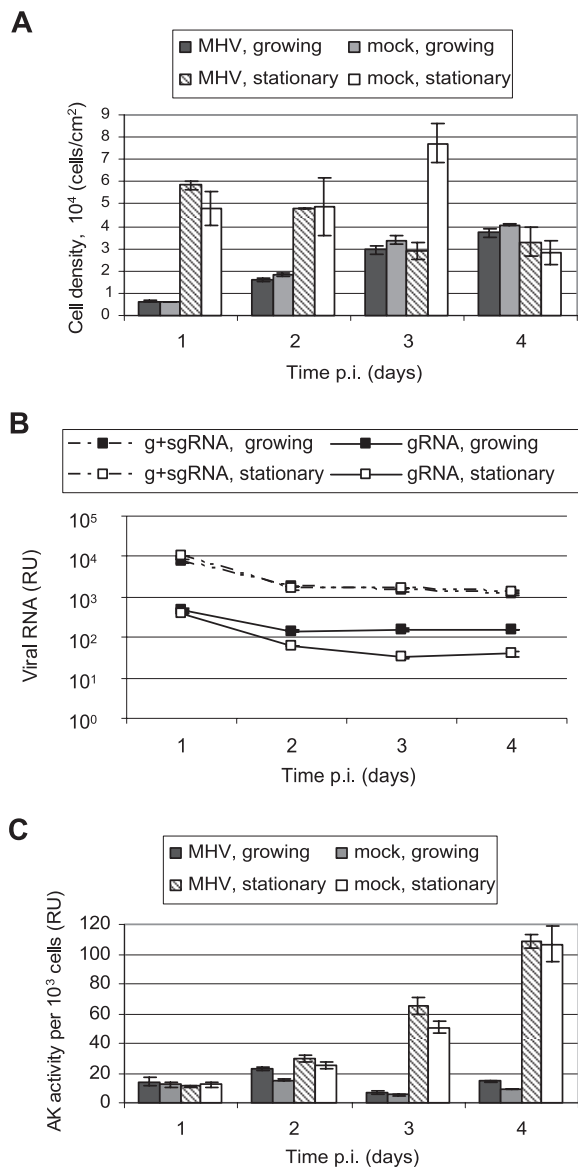 A
MHV, growing mock, growing
MHV, stationary mock, stationary
Cell density, 10⁴ (cells/cm²)
9
8
7
6
5
4
3
2
1
0
1 2 3 4
Time p.i. (days)
B
g+sgRNA, growing gRNA, growing
g+sgRNA, stationary gRNA, stationary
Viral RNA (RU)
10⁵
10⁴
10³
10²
10¹
10⁰
1 2 3 4
Time p.i. (days)
C
MHV, growing mock, growing
MHV, stationary mock, stationary
AK activity per 10³ cells (RU)
120
100
80
60
40
20
0
1 2 3 4
Time p.i. (days)